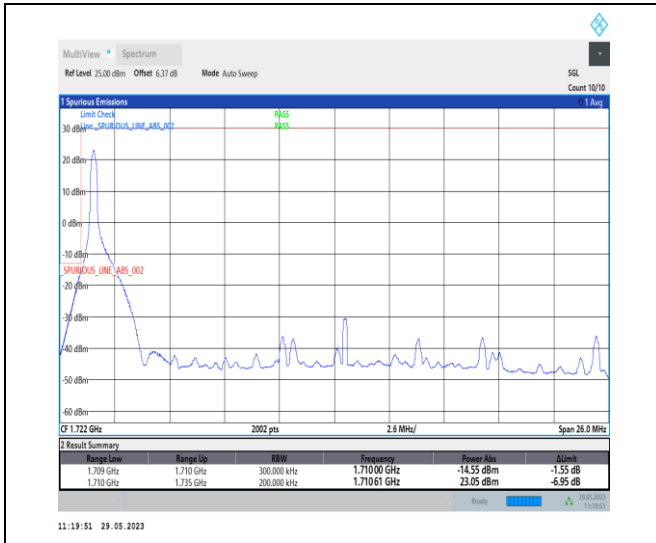 MultiView Spectrum
Ref Level 25.00 dBm Offset 6.37 dB Mode Auto Sweep SGL
Count 10/10
1 Spurious Emissions 1 Avg
Limit Check PASS
30 dBm Line _SPURIOUS_LINE_ABS_002 PASS
20 dBm
10 dBm
0 dBm
-10 dBm
_SPURIOUS_LINE_ABS_002
-20 dBm
-30 dBm
-40 dBm
-50 dBm
-60 dBm
CF 1.722 GHz 2002 pts 2.6 MHz/ Span 26.0 MHz
2 Result Summary
Range Low Range Up RBW Frequency Power Abs ΔLimit
1.709 GHz 1.710 GHz 300.000 kHz 1.71000 GHz -14.55 dBm -1.55 dB
1.710 GHz 1.735 GHz 200.000 kHz 1.71061 GHz 23.05 dBm -6.95 dB
Ready 29.05.2023
11:19:51
11:19:51 29.05.2023